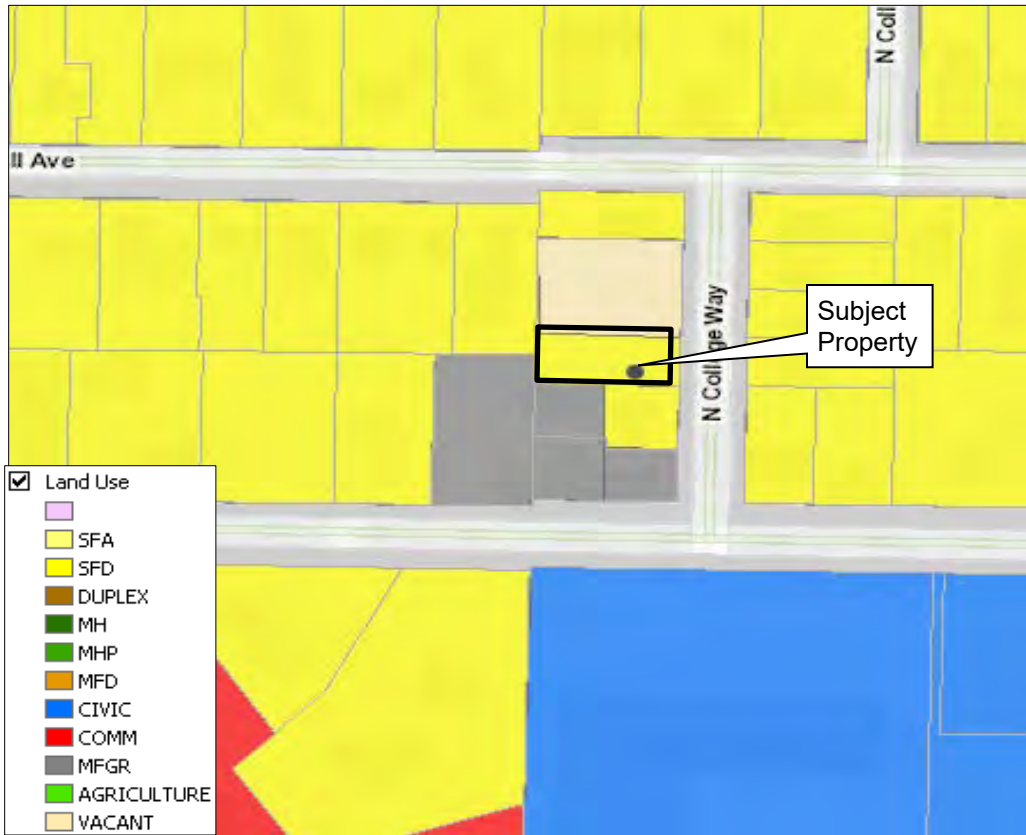 N Coll
ll Ave
N College Way
Subject
Property
Land Use
SFA
SFD
DUPLEX
MH
MHP
MFD
CIVIC
COMM
MFGR
AGRICULTURE
VACANT